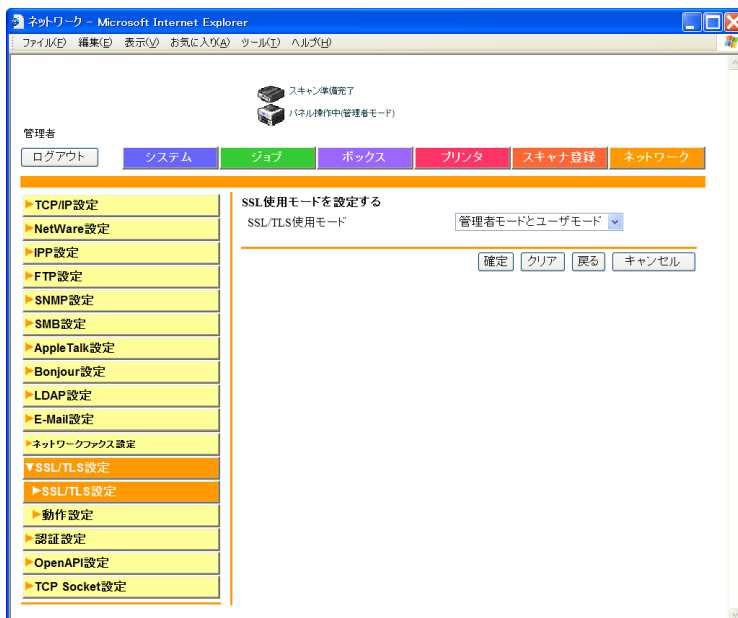 ネットワーク - Microsoft Internet Explorer
ファイル(F) 編集(E) 表示(V) お気に入り(A) ツール(T) ヘルプ(H)
スキャン準備完了
パネル操作中(管理者モード)
管理者
ログアウト システム ジョブ ボックス プリンタ スキャナ登録 ネットワーク
TCP/IP設定
NetWare設定
IPP設定
FTP設定
SNMP設定
SMB設定
AppleTalk設定
Bonjour設定
LDAP設定
E-Mail設定
ネットワークファクス設定
SSL/TLS設定
SSL/TLS設定
動作設定
認証設定
OpenAPI設定
TCP Socket設定
SSL使用モードを設定する
SSL/TLS使用モード 管理者モードとユーザモード
確定 クリア 戻る キャンセル